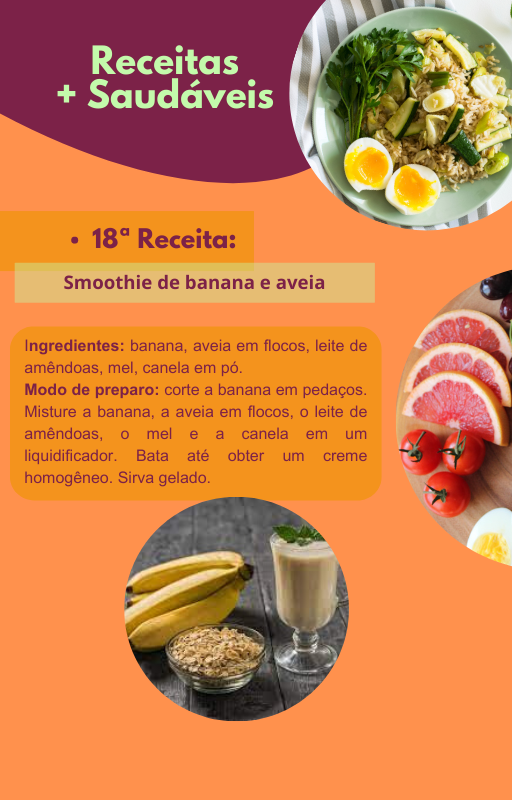 Receitas
+ Saudáveis
• 18ª Receita:
Smoothie de banana e aveia
Ingredientes: banana, aveia em flocos, leite de
amêndoas, mel, canela em pó.
Modo de preparo: corte a banana em pedaços.
Misture a banana, a aveia em flocos, o leite de
amêndoas, o mel e a canela em um
liquidificador. Bata até obter um creme
homogêneo. Sirva gelado.